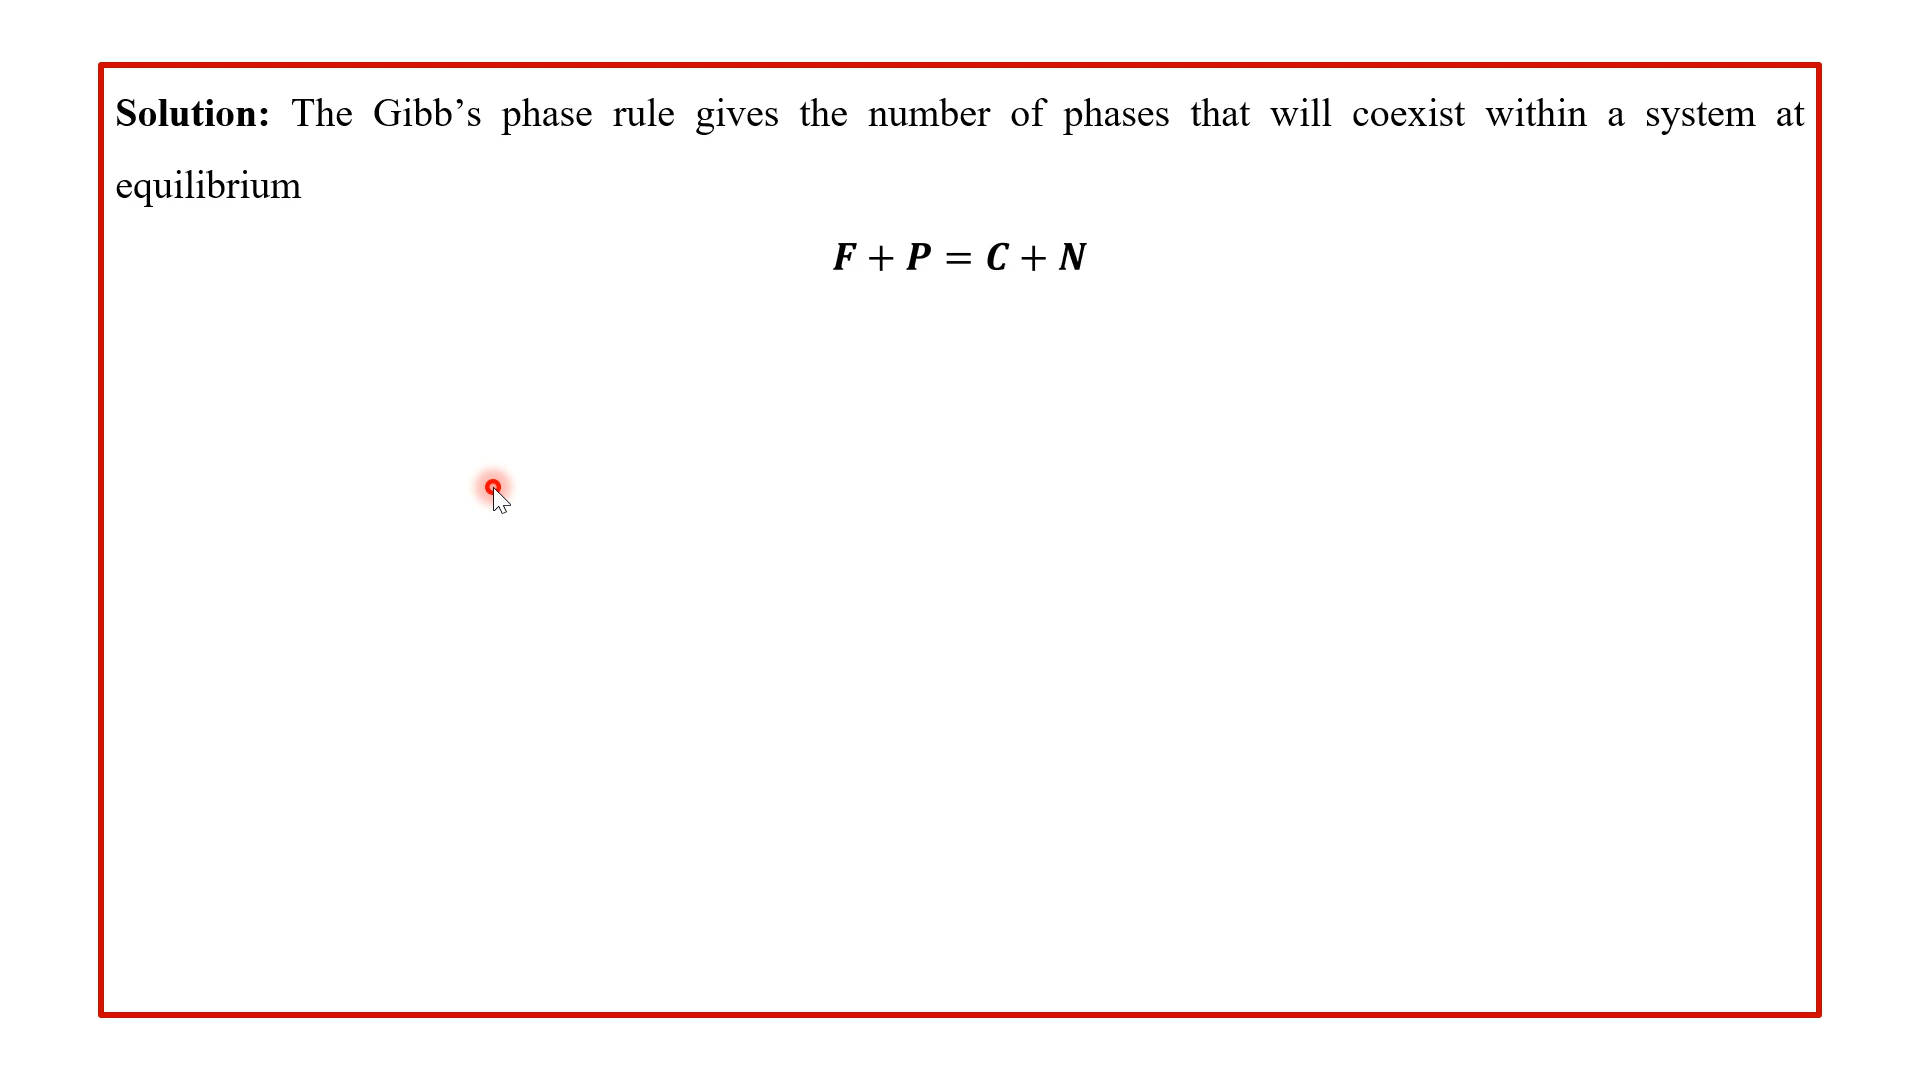 Solution: The Gibb’s phase rule gives the number of phases that will coexist within a system at
equilibrium
F + P = C + N